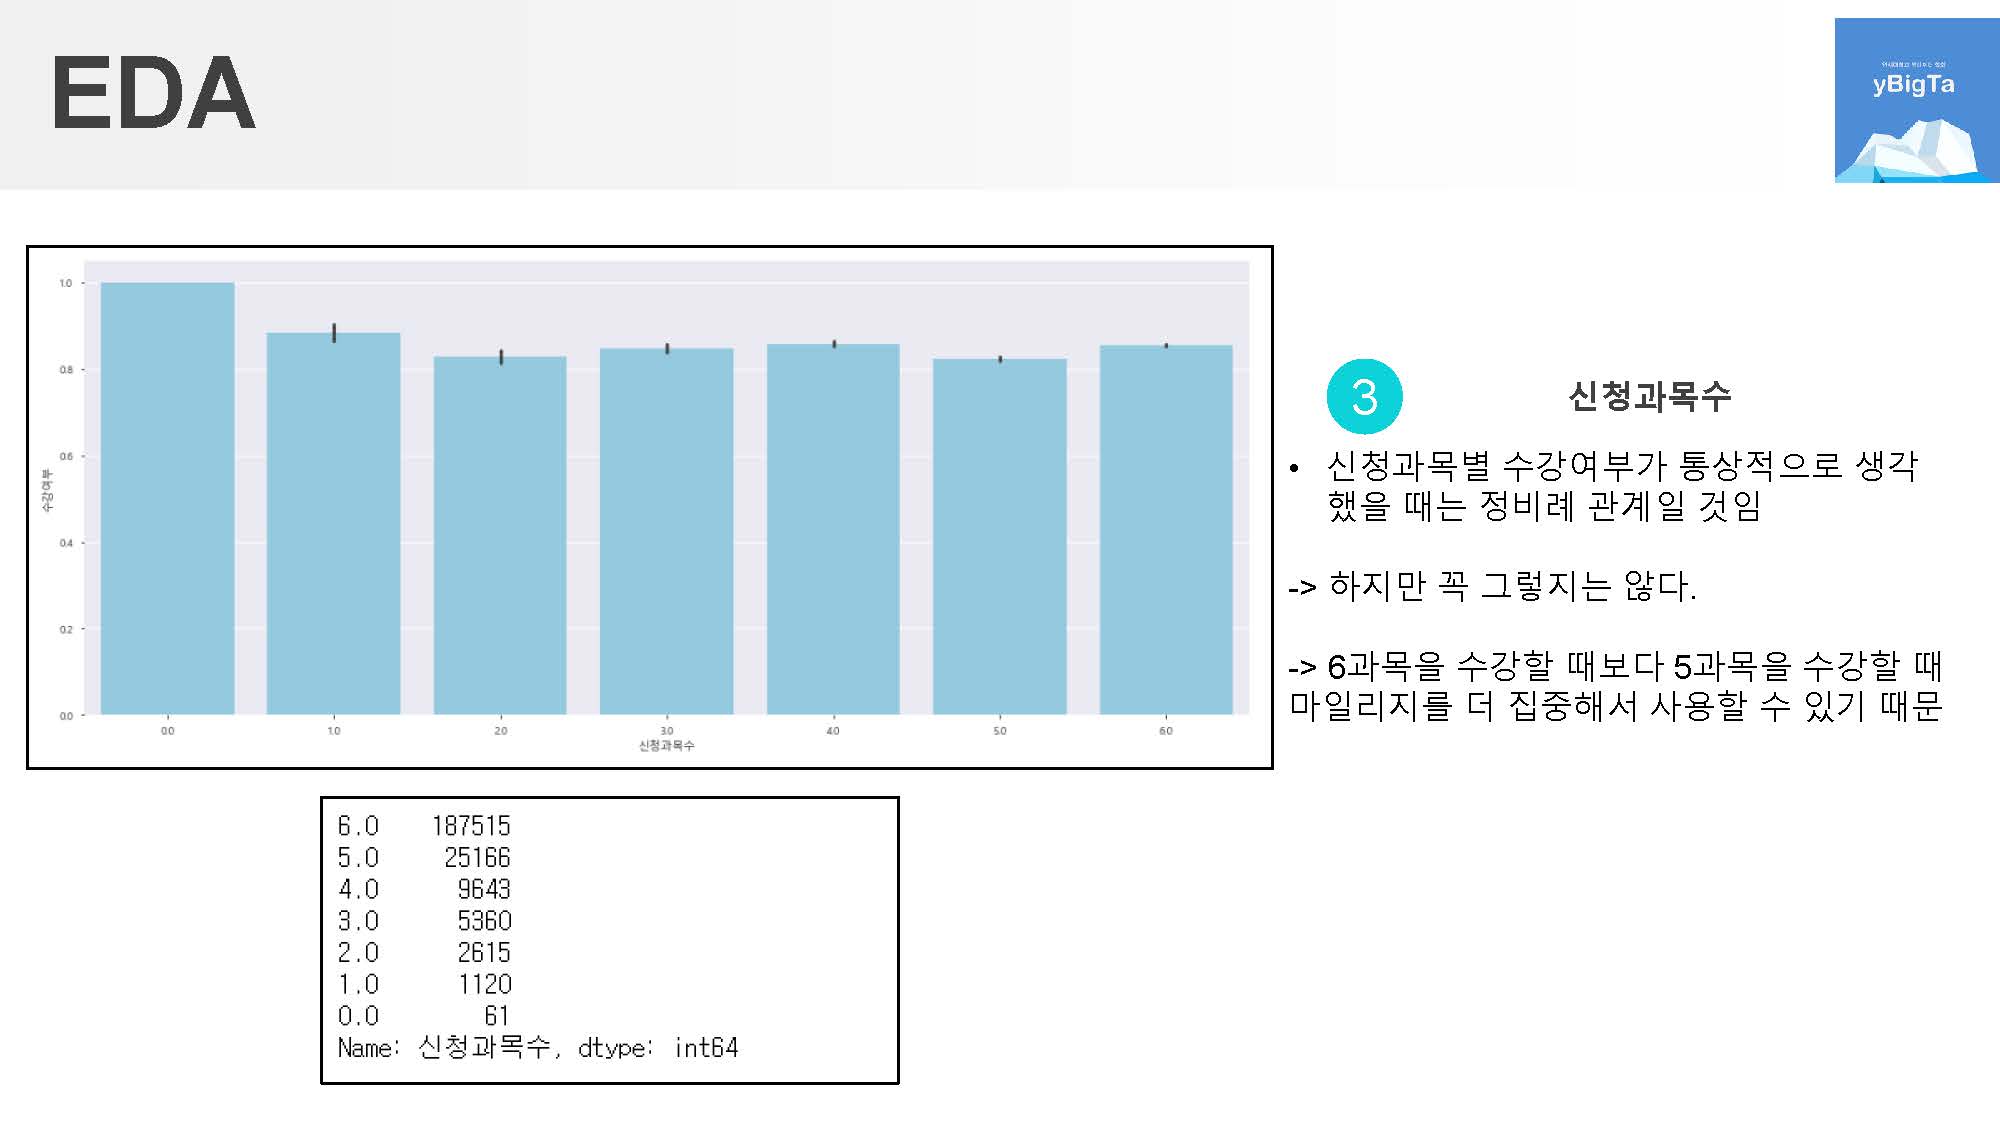 EDA
yBigTa
1.0
0.8
0.6
0.4
0.2
0.0
수강여부
0.0 1.0 2.0 3.0 4.0 5.0 6.0
신청과목수
3
신청과목수
• 신청과목별 수강여부가 통상적으로 생각
했을 때는 정비례 관계일 것임
-> 하지만 꼭 그렇지는 않다.
-> 6과목을 수강할 때보다 5과목을 수강할 때
마일리지를 더 집중해서 사용할 수 있기 때문
6.0 187515
5.0 25166
4.0 9643
3.0 5360
2.0 2615
1.0 1120
0.0 61
Name: 신청과목수, dtype: int64